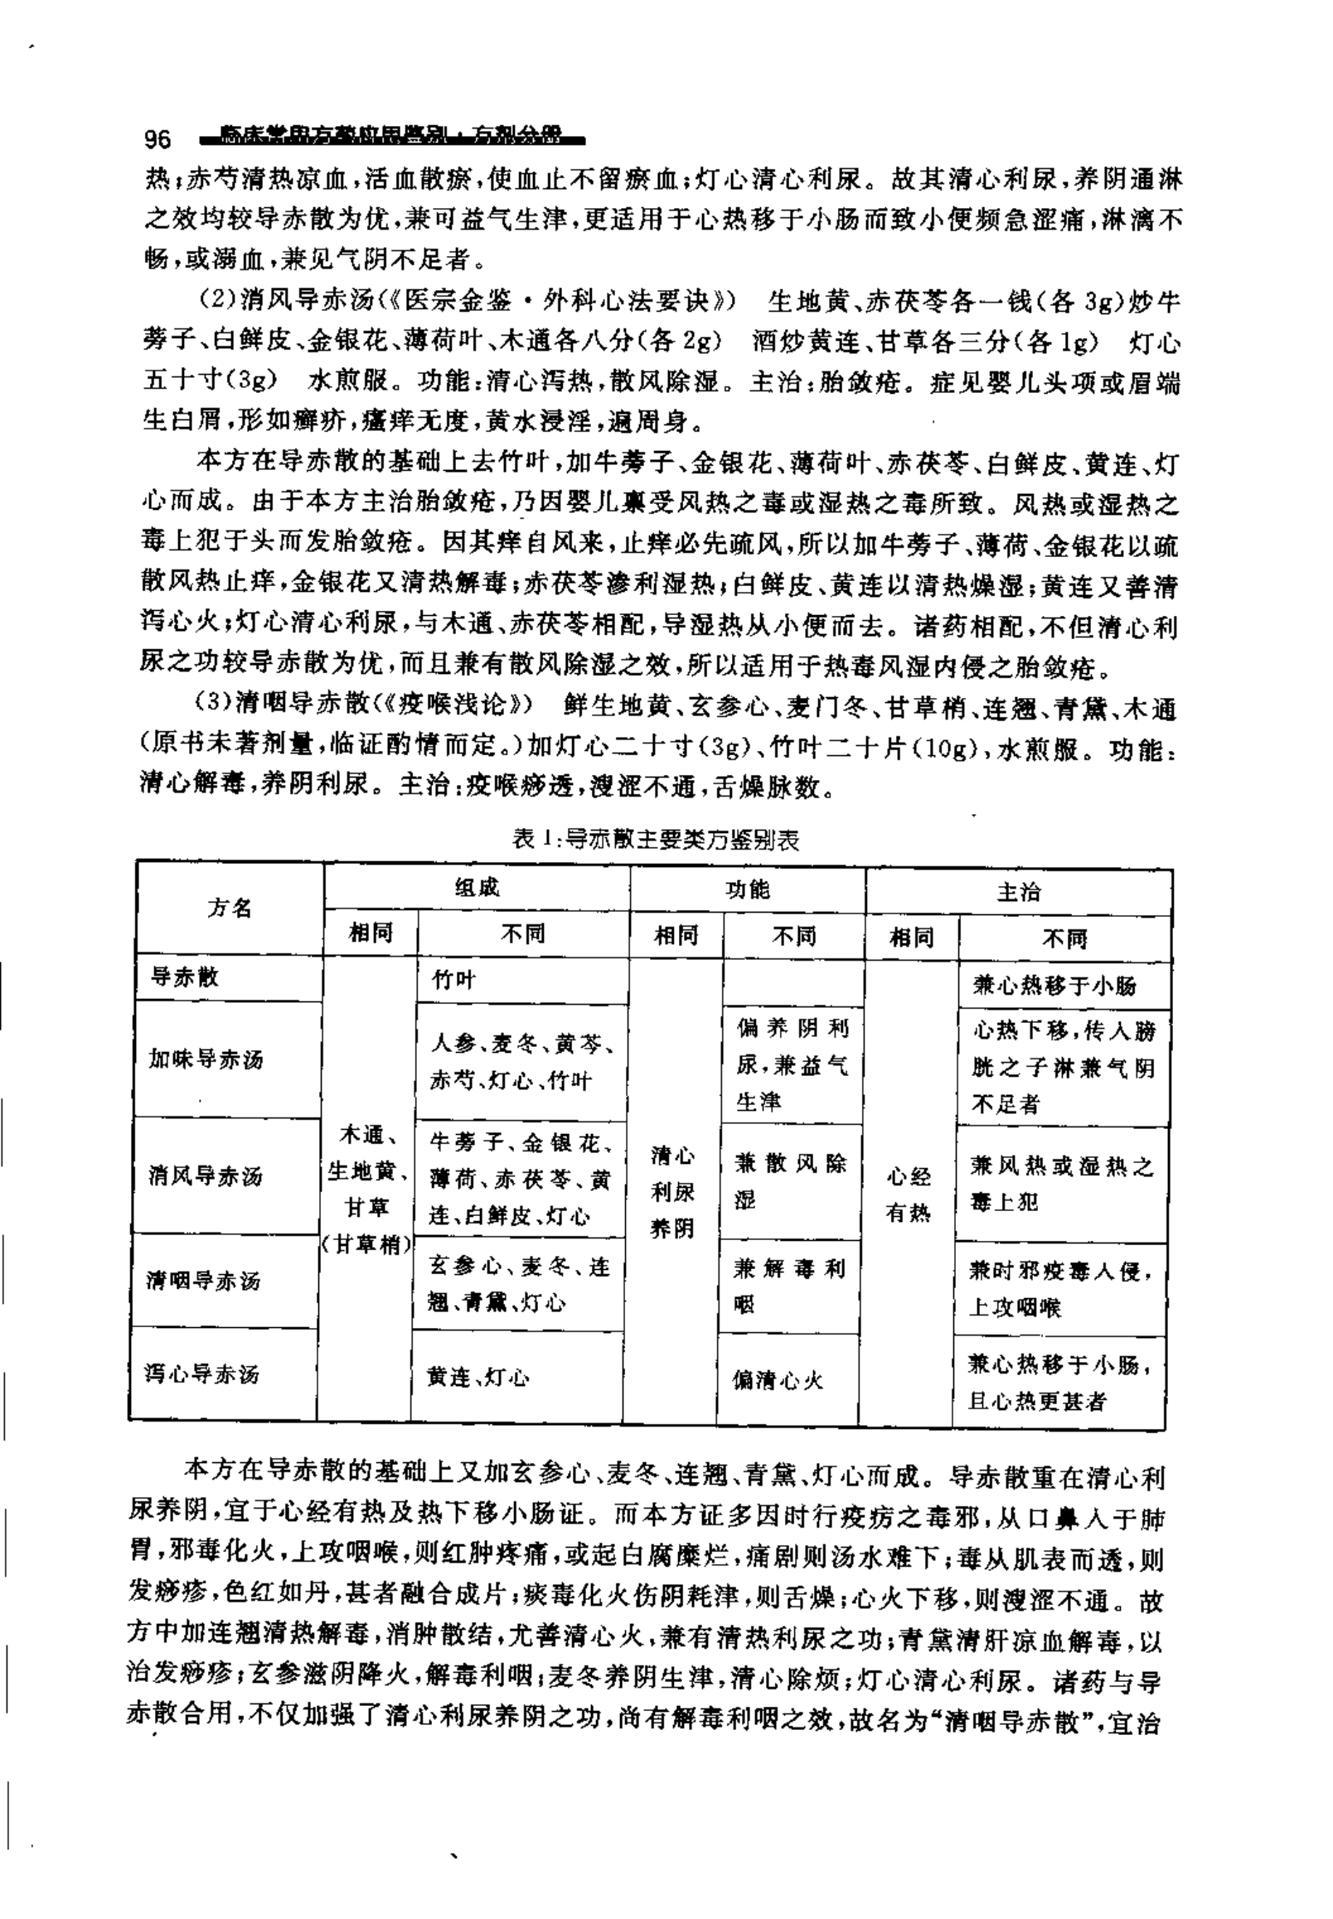 96 临床常用方药应用鉴别·方剂分册
热;赤芍清热凉血,活血散瘀,使血止不留瘀血;灯心清心利尿。故其清心利尿,养阴通淋
之效均较导赤散为优,兼可益气生津,更适用于心热移于小肠而致小便频急涩痛,淋漓不
畅,或溺血,兼见气阴不足者。
(2)消风导赤汤(《医宗金鉴·外科心法要诀》) 生地黄、赤茯苓各一钱(各3g)炒牛
蒡子、白鲜皮、金银花、薄荷叶、木通各八分(各2g) 酒炒黄连、甘草各三分(各1g) 灯心
五十寸(3g) 水煎服。功能:清心泻热,散风除湿。主治:胎敛疮。症见婴儿头项或眉端
生白屑,形如癣疥,瘙痒无度,黄水浸淫,遍周身。
本方在导赤散的基础上去竹叶,加牛蒡子、金银花、薄荷叶、赤茯苓、白鲜皮、黄连、灯
心而成。由于本方主治胎敛疮,乃因婴儿禀受风热之毒或湿热之毒所致。风热或湿热之
毒上犯于头而发胎敛疮。因其痒自风来,止痒必先疏风,所以加牛蒡子、薄荷、金银花以疏
散风热止痒,金银花又清热解毒;赤茯苓渗利湿热;白鲜皮、黄连以清热燥湿;黄连又善清
泻心火;灯心清心利尿,与木通、赤茯苓相配,导湿热从小便而去。诸药相配,不但清心利
尿之功较导赤散为优,而且兼有散风除湿之效,所以适用于热毒风湿内侵之胎敛疮。
(3)清咽导赤散(《疫喉浅论》) 鲜生地黄、玄参心、麦门冬、甘草梢、连翘、青黛、木通
(原书未著剂量,临证酌情而定。)加灯心二十寸(3g)、竹叶二十片(10g),水煎服。功能:
清心解毒,养阴利尿。主治:疫喉痧透,溲涩不通,舌燥脉数。
表1:导赤散主要类方鉴别表
方名 组成 功能 主治
相同 不同 相同 不同 相同 不同
导赤散 竹叶 兼心热移于小肠
加味导赤汤
人参、麦冬、黄芩、
赤芍、灯心、竹叶
偏养阴利
尿,兼益气
生津
心热下移,传入膀
胱之子淋兼气阴
不足者
木通、
生地黄、
甘草
(甘草梢)
清心
利尿
养阴
心经
有热
消风导赤汤
牛蒡子、金银花、
薄荷、赤茯苓、黄
连、白鲜皮、灯心
兼散风除
湿
兼风热或湿热之
毒上犯
清咽导赤汤
玄参心、麦冬、连
翘、青黛、灯心
兼解毒利
咽
兼时邪疫毒入侵,
上攻咽喉
泻心导赤汤
黄连、灯心
偏清心火
兼心热移于小肠,
且心热更甚者
本方在导赤散的基础上又加玄参心、麦冬、连翘、青黛、灯心而成。导赤散重在清心利
尿养阴,宜于心经有热及热下移小肠证。而本方证多因时行疫疠之毒邪,从口鼻入于肺
胃,邪毒化火,上攻咽喉,则红肿疼痛,或起白腐糜烂,痛剧则汤水难下;毒从肌表而透,则
发痧疹,色红如丹,甚者融合成片;痰毒化火伤阴耗津,则舌燥;心火下移,则溲涩不通。故
方中加连翘清热解毒,消肿散结,尤善清心火,兼有清热利尿之功;青黛清肝凉血解毒,以
治发痧疹;玄参滋阴降火,解毒利咽;麦冬养阴生津,清心除烦;灯心清心利尿。诸药与导
赤散合用,不仅加强了清心利尿养阴之功,尚有解毒利咽之效,故名为“清咽导赤散”,宜治